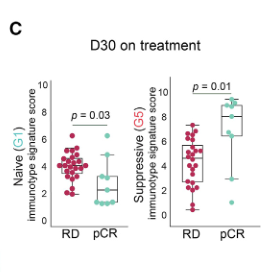 C
D30 on treatment
Naive (G1)
immunotype signature score
10
8
6
4
2
0
p = 0.03
RD pCR
Suppressive (G5)
immunotype signature score
10
8
6
4
2
0
p = 0.01
RD pCR